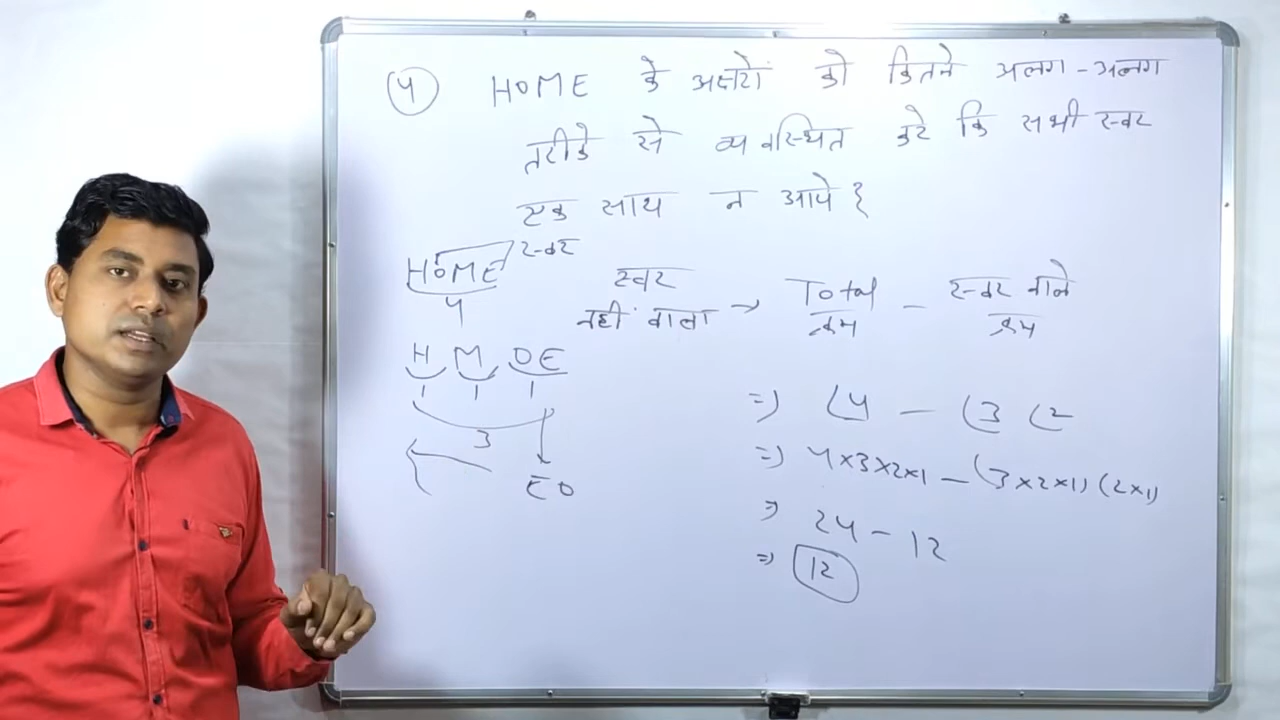 4 HOME के अक्षरों को कितने अलग-अलग
तरीके से व्यवस्थित करे कि सभी स्वर
एक साथ न आये ?
HOME स्वर
4
स्वर
नहीं वाला → Total क्रम - स्वर वाले क्रम
H M OE
1 1 1
3
EO
=> ⌊4 - ⌊3 ⌊2
=> 4×3×2×1 - (3×2×1) (2×1)
=> 24 - 12
=> 12